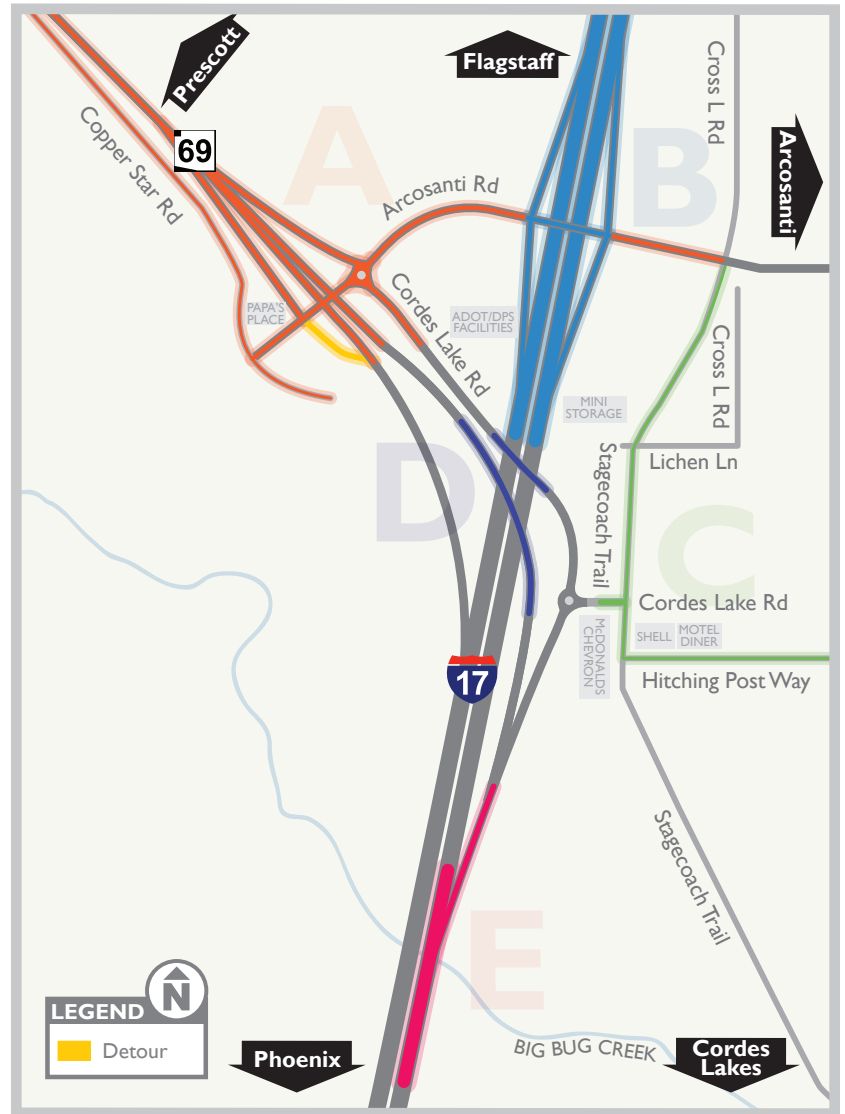 Prescott
Flagstaff
Cross L Rd
Copper Star Rd
69
A
B
Arcosanti
Arcosanti Rd
Cordes Lake Rd
PAPA'S
PLACE
ADOT/DPS
FACILITIES
Cross L Rd
MINI
STORAGE
Lichen Ln
Stagecoach Trail
D
C
Cordes Lake Rd
McDONALDS
CHEVRON
SHELL
MOTEL
DINER
17
Hitching Post Way
Stagecoach Trail
E
N
LEGEND
Detour
Phoenix
BIG BUG CREEK
Cordes
Lakes